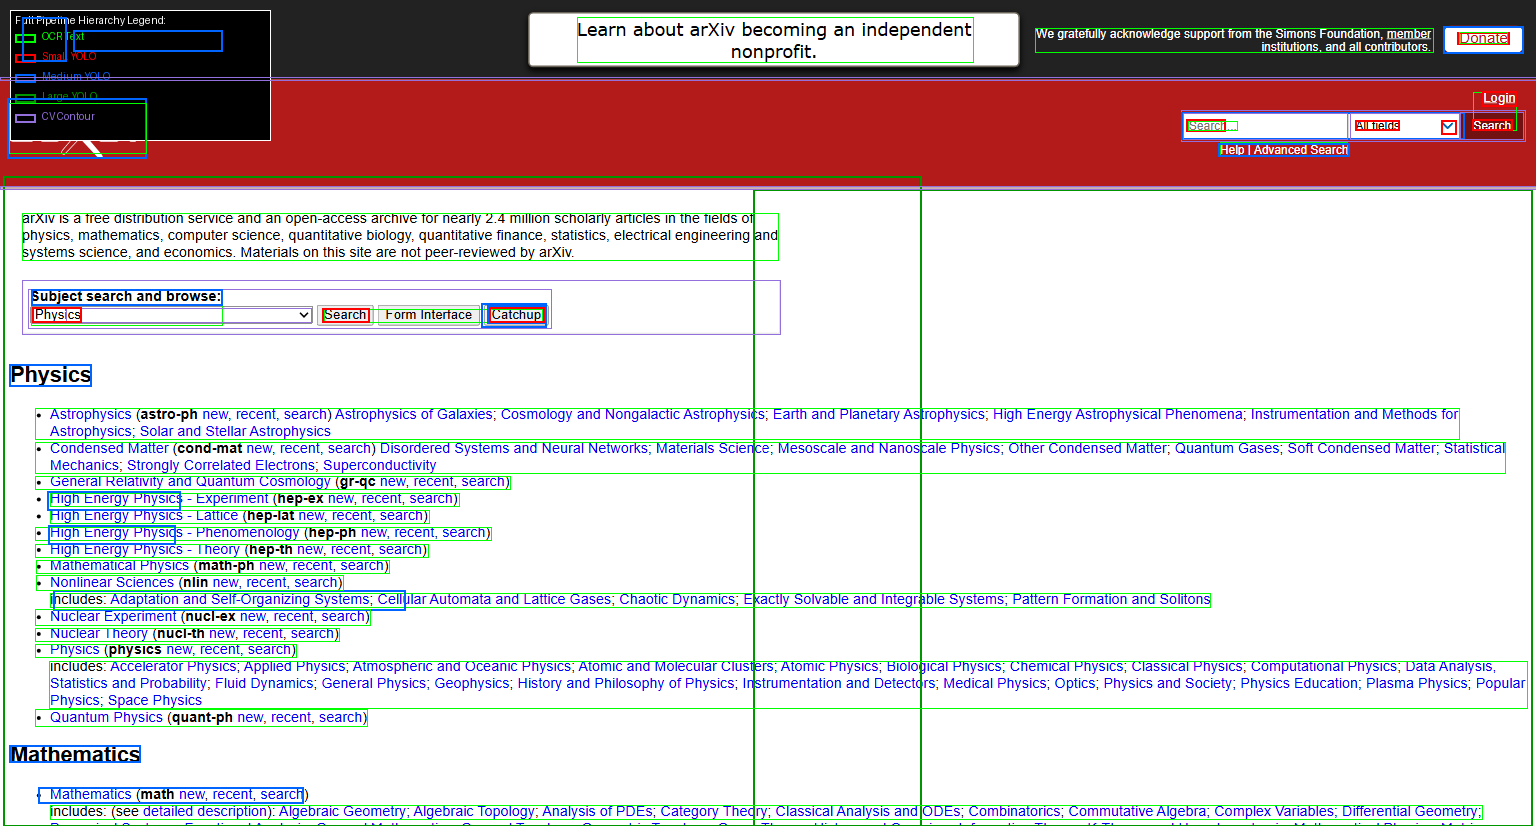 Full Pipeline Hierarchy Legend:
OCR Text
Small YOLO
Medium YOLO
Large YOLO
CV Contour
Learn about arXiv becoming an independent
nonprofit.
We gratefully acknowledge support from the Simons Foundation, member
institutions, and all contributors.
Donate
Login
Search...
All fields
Search
Help | Advanced Search
arXiv is a free distribution service and an open-access archive for nearly 2.4 million scholarly articles in the fields of
physics, mathematics, computer science, quantitative biology, quantitative finance, statistics, electrical engineering and
systems science, and economics. Materials on this site are not peer-reviewed by arXiv.
Subject search and browse:
Physics
Search
Form Interface
Catchup
Physics
• Astrophysics (astro-ph new, recent, search) Astrophysics of Galaxies; Cosmology and Nongalactic Astrophysics; Earth and Planetary Astrophysics; High Energy Astrophysical Phenomena; Instrumentation and Methods for
Astrophysics; Solar and Stellar Astrophysics
• Condensed Matter (cond-mat new, recent, search) Disordered Systems and Neural Networks; Materials Science; Mesoscale and Nanoscale Physics; Other Condensed Matter; Quantum Gases; Soft Condensed Matter; Statistical
Mechanics; Strongly Correlated Electrons; Superconductivity
• General Relativity and Quantum Cosmology (gr-qc new, recent, search)
• High Energy Physics - Experiment (hep-ex new, recent, search)
• High Energy Physics - Lattice (hep-lat new, recent, search)
• High Energy Physics - Phenomenology (hep-ph new, recent, search)
• High Energy Physics - Theory (hep-th new, recent, search)
• Mathematical Physics (math-ph new, recent, search)
• Nonlinear Sciences (nlin new, recent, search)
includes: Adaptation and Self-Organizing Systems; Cellular Automata and Lattice Gases; Chaotic Dynamics; Exactly Solvable and Integrable Systems; Pattern Formation and Solitons
• Nuclear Experiment (nucl-ex new, recent, search)
• Nuclear Theory (nucl-th new, recent, search)
• Physics (physics new, recent, search)
includes: Accelerator Physics; Applied Physics; Atmospheric and Oceanic Physics; Atomic and Molecular Clusters; Atomic Physics; Biological Physics; Chemical Physics; Classical Physics; Computational Physics; Data Analysis,
Statistics and Probability; Fluid Dynamics; General Physics; Geophysics; History and Philosophy of Physics; Instrumentation and Detectors; Medical Physics; Optics; Physics and Society; Physics Education; Plasma Physics; Popular
Physics; Space Physics
• Quantum Physics (quant-ph new, recent, search)
Mathematics
• Mathematics (math new, recent, search)
includes: (see detailed description): Algebraic Geometry; Algebraic Topology; Analysis of PDEs; Category Theory; Classical Analysis and ODEs; Combinatorics; Commutative Algebra; Complex Variables; Differential Geometry;